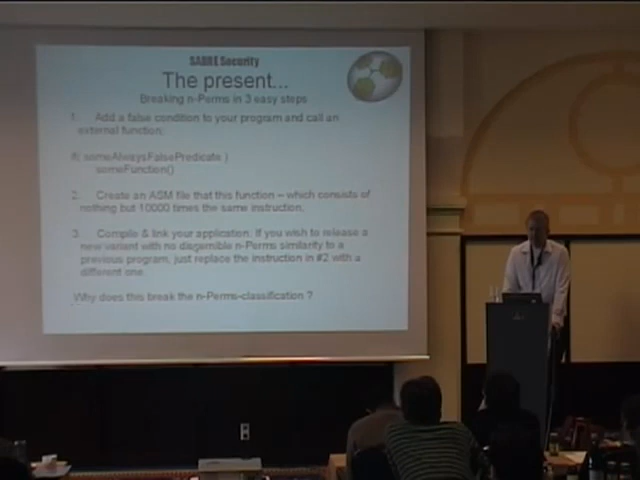 SABRE Security
The present...
Breaking n-Perms in 3 easy steps
1. Add a false condition to your program and call an
external function:
if( someAlwaysFalsePredicate )
someFunction()
2. Create an ASM file that this function – which consists of
nothing but 10000 times the same instruction.
3. Compile & link your application. If you wish to release a
new variant with no discernible n-Perms similarity to a
previous program, just replace the instruction in #2 with a
different one.
Why does this break the n-Perms-classification ?